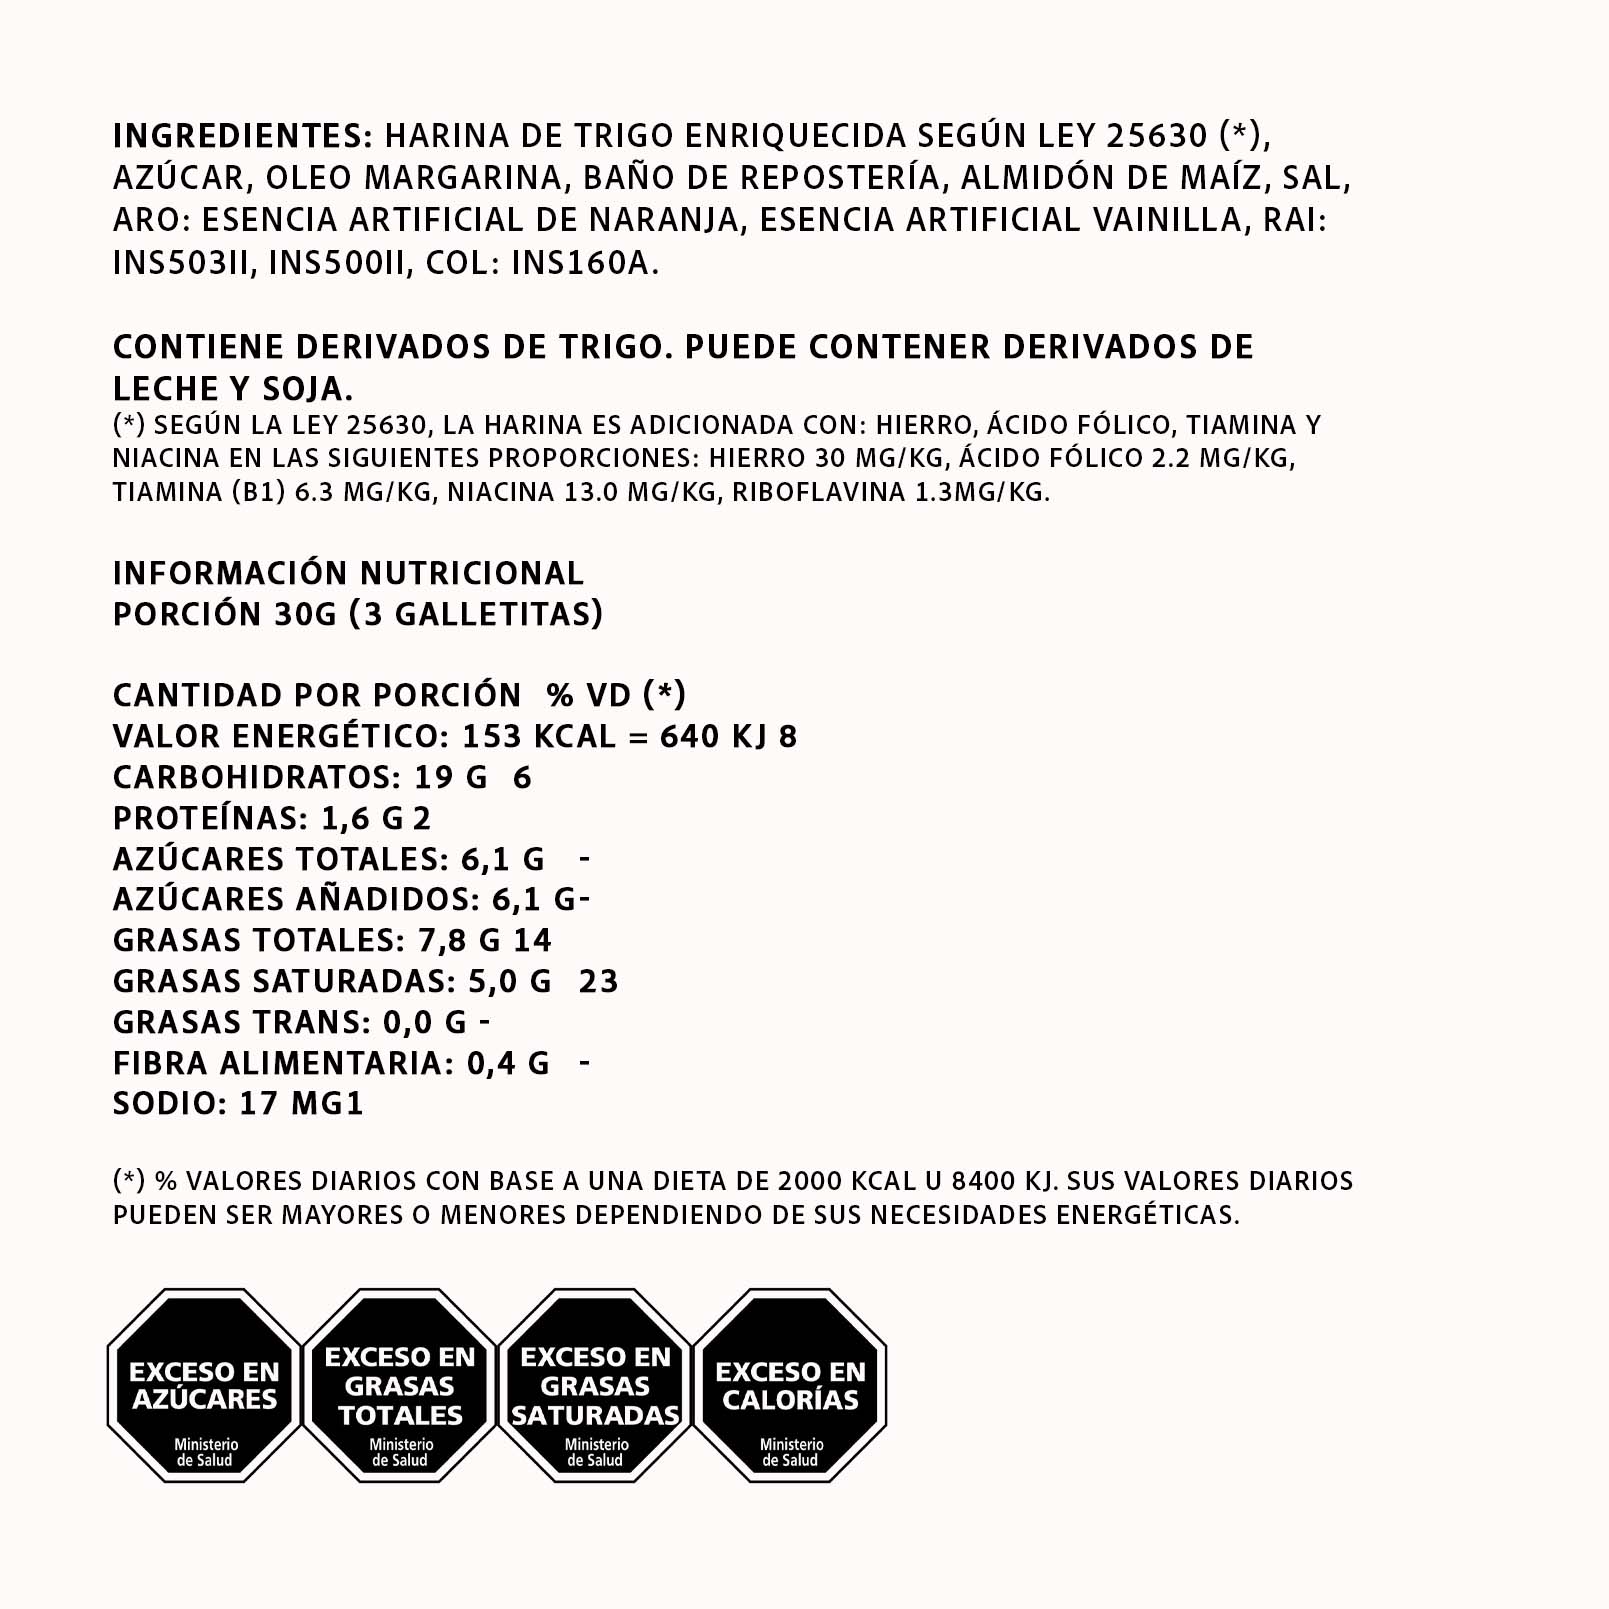 INGREDIENTES: HARINA DE TRIGO ENRIQUECIDA SEGÚN LEY 25630 (*),
AZÚCAR, OLEO MARGARINA, BAÑO DE REPOSTERÍA, ALMIDÓN DE MAÍZ, SAL,
ARO: ESENCIA ARTIFICIAL DE NARANJA, ESENCIA ARTIFICIAL VAINILLA, RAI:
INS503II, INS500II, COL: INS160A.
CONTIENE DERIVADOS DE TRIGO. PUEDE CONTENER DERIVADOS DE
LECHE Y SOJA.
(*) SEGÚN LA LEY 25630, LA HARINA ES ADICIONADA CON: HIERRO, ÁCIDO FÓLICO, TIAMINA Y
NIACINA EN LAS SIGUIENTES PROPORCIONES: HIERRO 30 MG/KG, ÁCIDO FÓLICO 2.2 MG/KG,
TIAMINA (B1) 6.3 MG/KG, NIACINA 13.0 MG/KG, RIBOFLAVINA 1.3MG/KG.
INFORMACIÓN NUTRICIONAL
PORCIÓN 30G (3 GALLETITAS)
CANTIDAD POR PORCIÓN % VD (*)
VALOR ENERGÉTICO: 153 KCAL = 640 KJ 8
CARBOHIDRATOS: 19 G 6
PROTEÍNAS: 1,6 G 2
AZÚCARES TOTALES: 6,1 G -
AZÚCARES AÑADIDOS: 6,1 G-
GRASAS TOTALES: 7,8 G 14
GRASAS SATURADAS: 5,0 G 23
GRASAS TRANS: 0,0 G -
FIBRA ALIMENTARIA: 0,4 G -
SODIO: 17 MG1
(*) % VALORES DIARIOS CON BASE A UNA DIETA DE 2000 KCAL U 8400 KJ. SUS VALORES DIARIOS
PUEDEN SER MAYORES O MENORES DEPENDIENDO DE SUS NECESIDADES ENERGÉTICAS.
EXCESO EN
AZÚCARES
Ministerio
de Salud
EXCESO EN
GRASAS
TOTALES
Ministerio
de Salud
EXCESO EN
GRASAS
SATURADAS
Ministerio
de Salud
EXCESO EN
CALORÍAS
Ministerio
de Salud